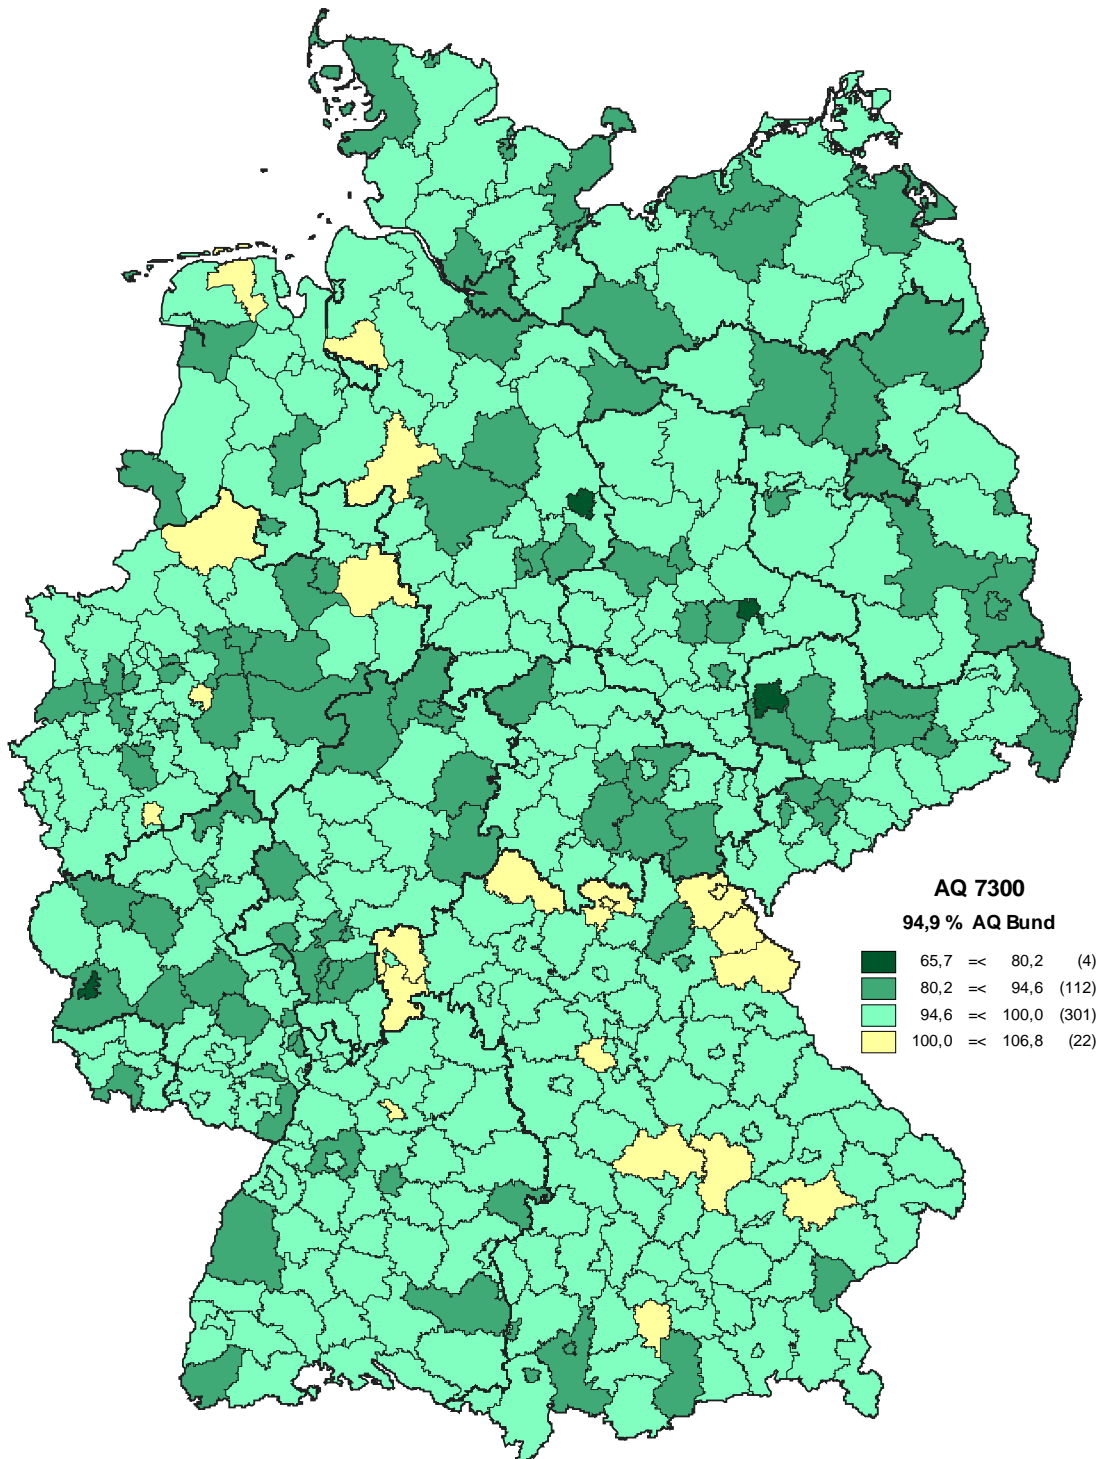 AQ 7300
94,9 % AQ Bund
65,7 =< 80,2 (4)
80,2 =< 94,6 (112)
94,6 =< 100,0 (301)
100,0 =< 106,8 (22)